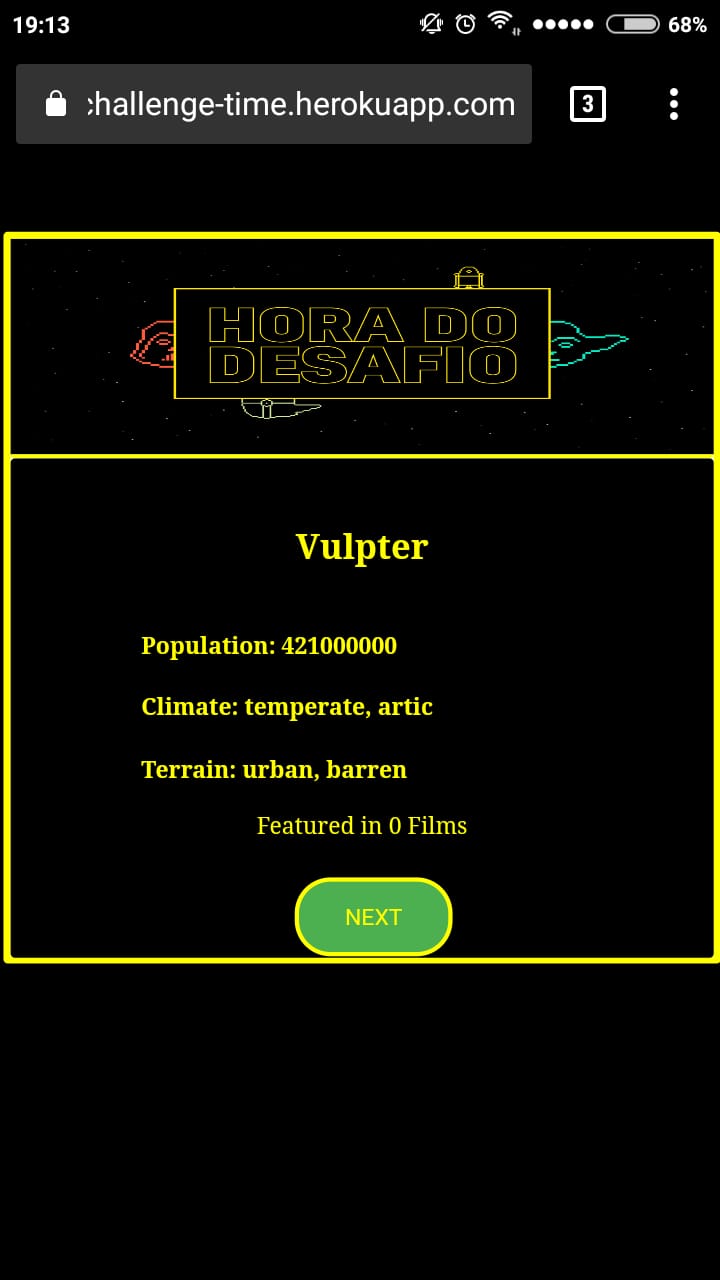 19:13
68%
challenge-time.herokuapp.com
3
HORA DO
DESAFIO
Vulpter
Population: 421000000
Climate: temperate, artic
Terrain: urban, barren
Featured in 0 Films
NEXT